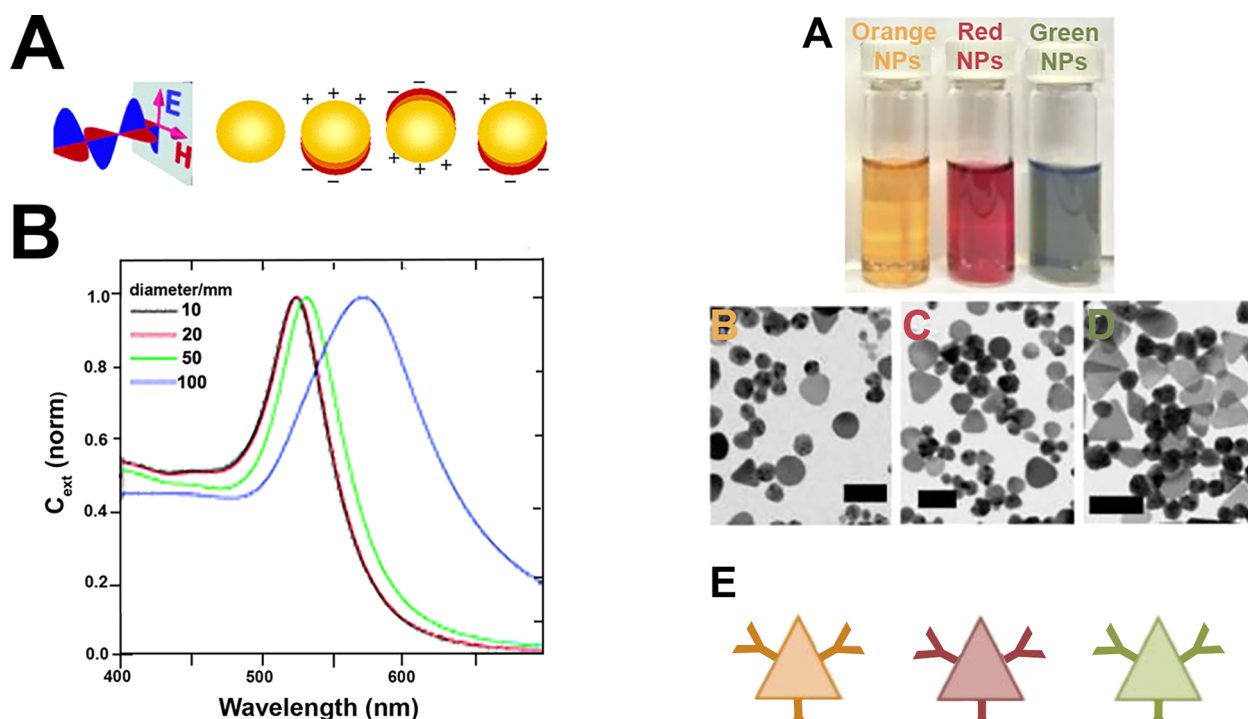 A
E
H
+ + +
− − −
− − −
+ + +
+ + +
− − −
B
C ext (norm)
1.0
0.8
0.6
0.4
0.2
0.0
diameter/mm
10
20
50
100
400
500
600
Wavelength (nm)
A
Orange NPs
Red NPs
Green NPs
B
C
D
E